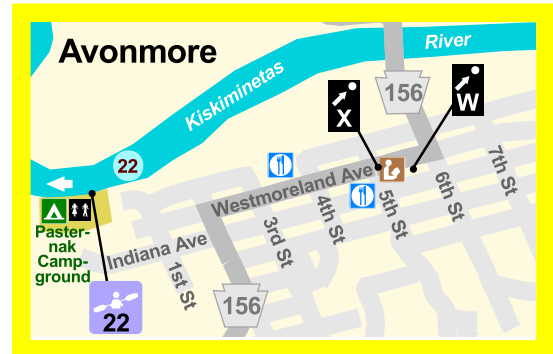 Avonmore
River
Kiskiminetas
156
W
X
22
Westmoreland Ave
7th St
6th St
5th St
4th St
3rd St
Indiana Ave
1st St
Paster-
nak
Camp-
ground
22
156